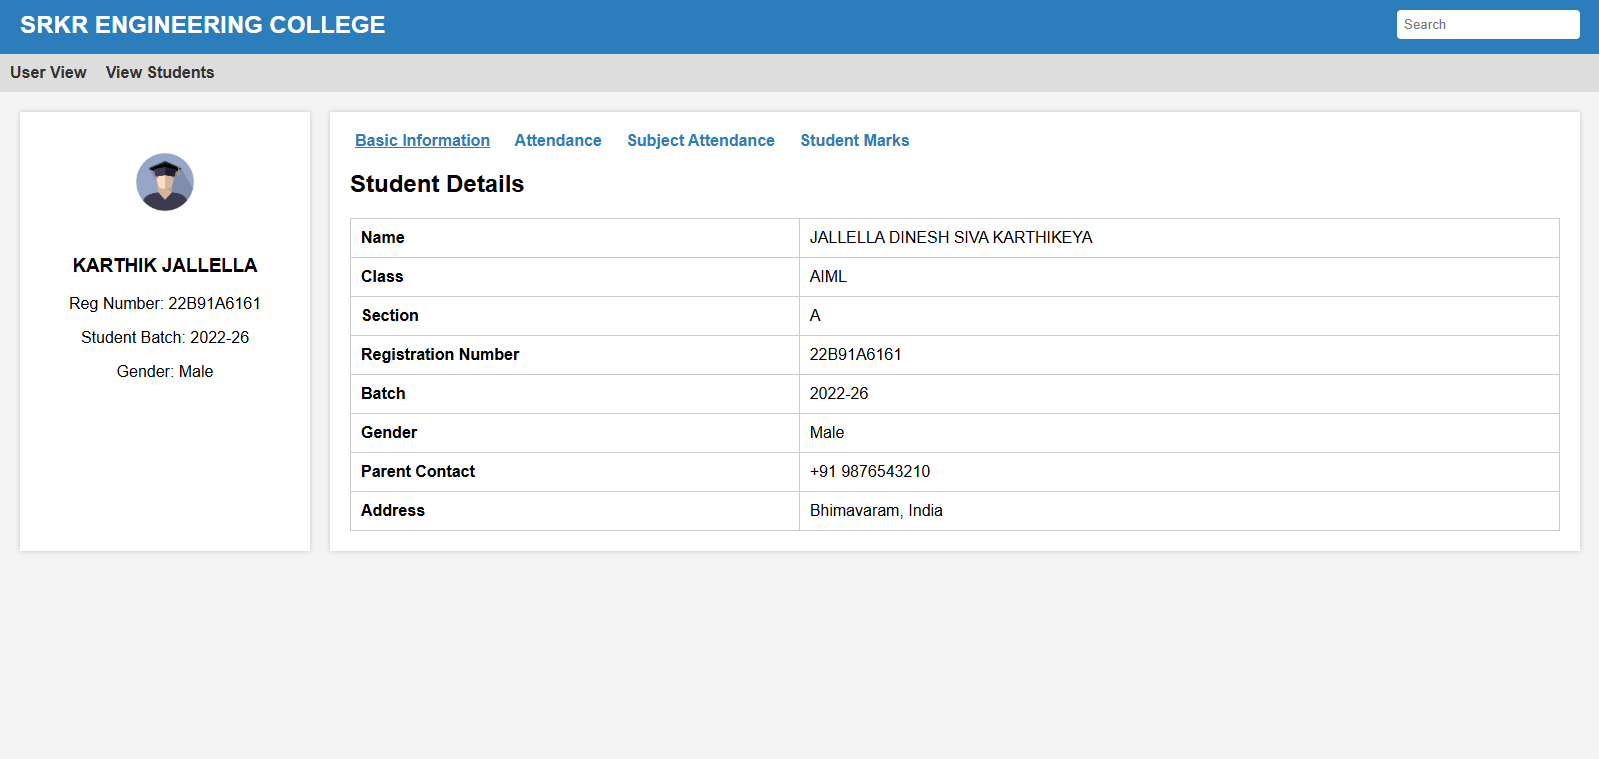 SRKR ENGINEERING COLLEGE
Search
User View View Students
KARTHIK JALLELLA
Reg Number: 22B91A6161
Student Batch: 2022-26
Gender: Male
Basic Information Attendance Subject Attendance Student Marks
Student Details
Name JALLELLA DINESH SIVA KARTHIKEYA
Class AIML
Section A
Registration Number 22B91A6161
Batch 2022-26
Gender Male
Parent Contact +91 9876543210
Address Bhimavaram, India